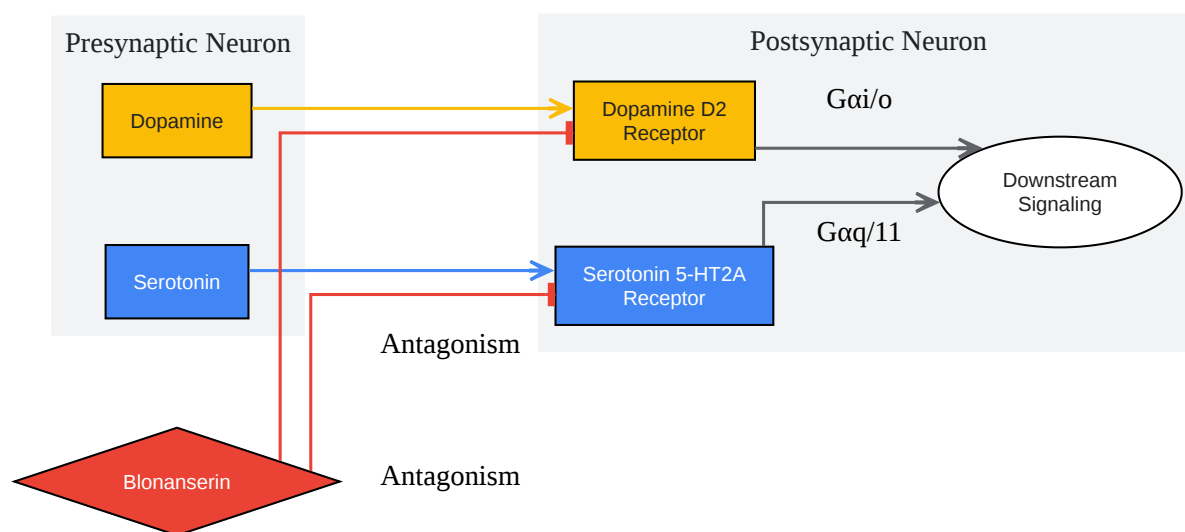 Presynaptic Neuron
Postsynaptic Neuron
Dopamine
Dopamine D2
Receptor
Gαi/o
Downstream
Signaling
Gαq/11
Serotonin
Serotonin 5-HT2A
Receptor
Antagonism
Blonanserin
Antagonism